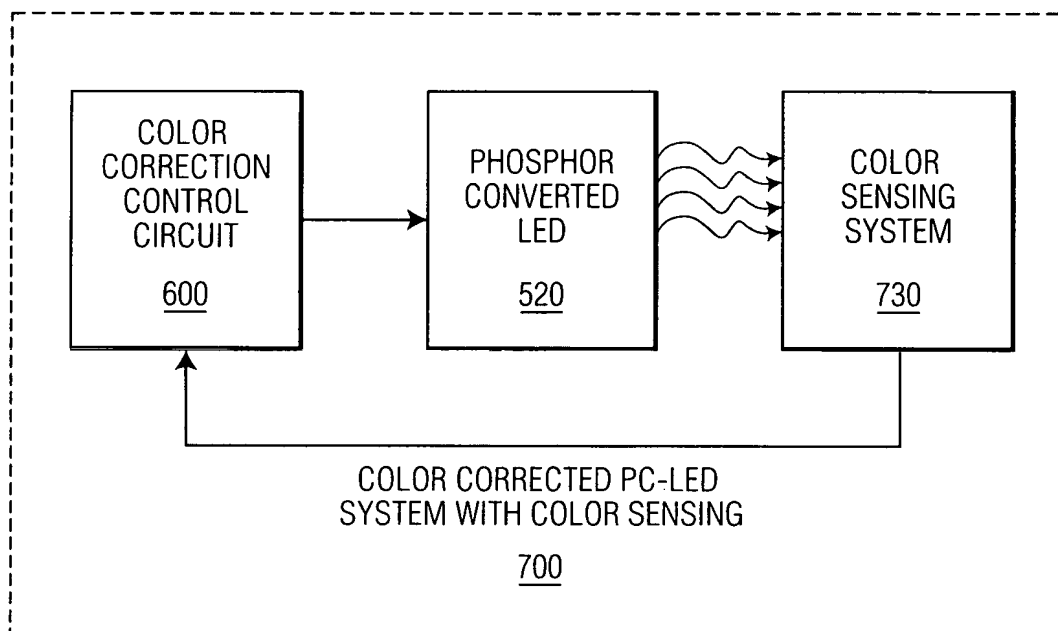 COLOR
CORRECTION
CONTROL
CIRCUIT
600
PHOSPHOR
CONVERTED
LED
520
COLOR
SENSING
SYSTEM
730
COLOR CORRECTED PC-LED
SYSTEM WITH COLOR SENSING
700